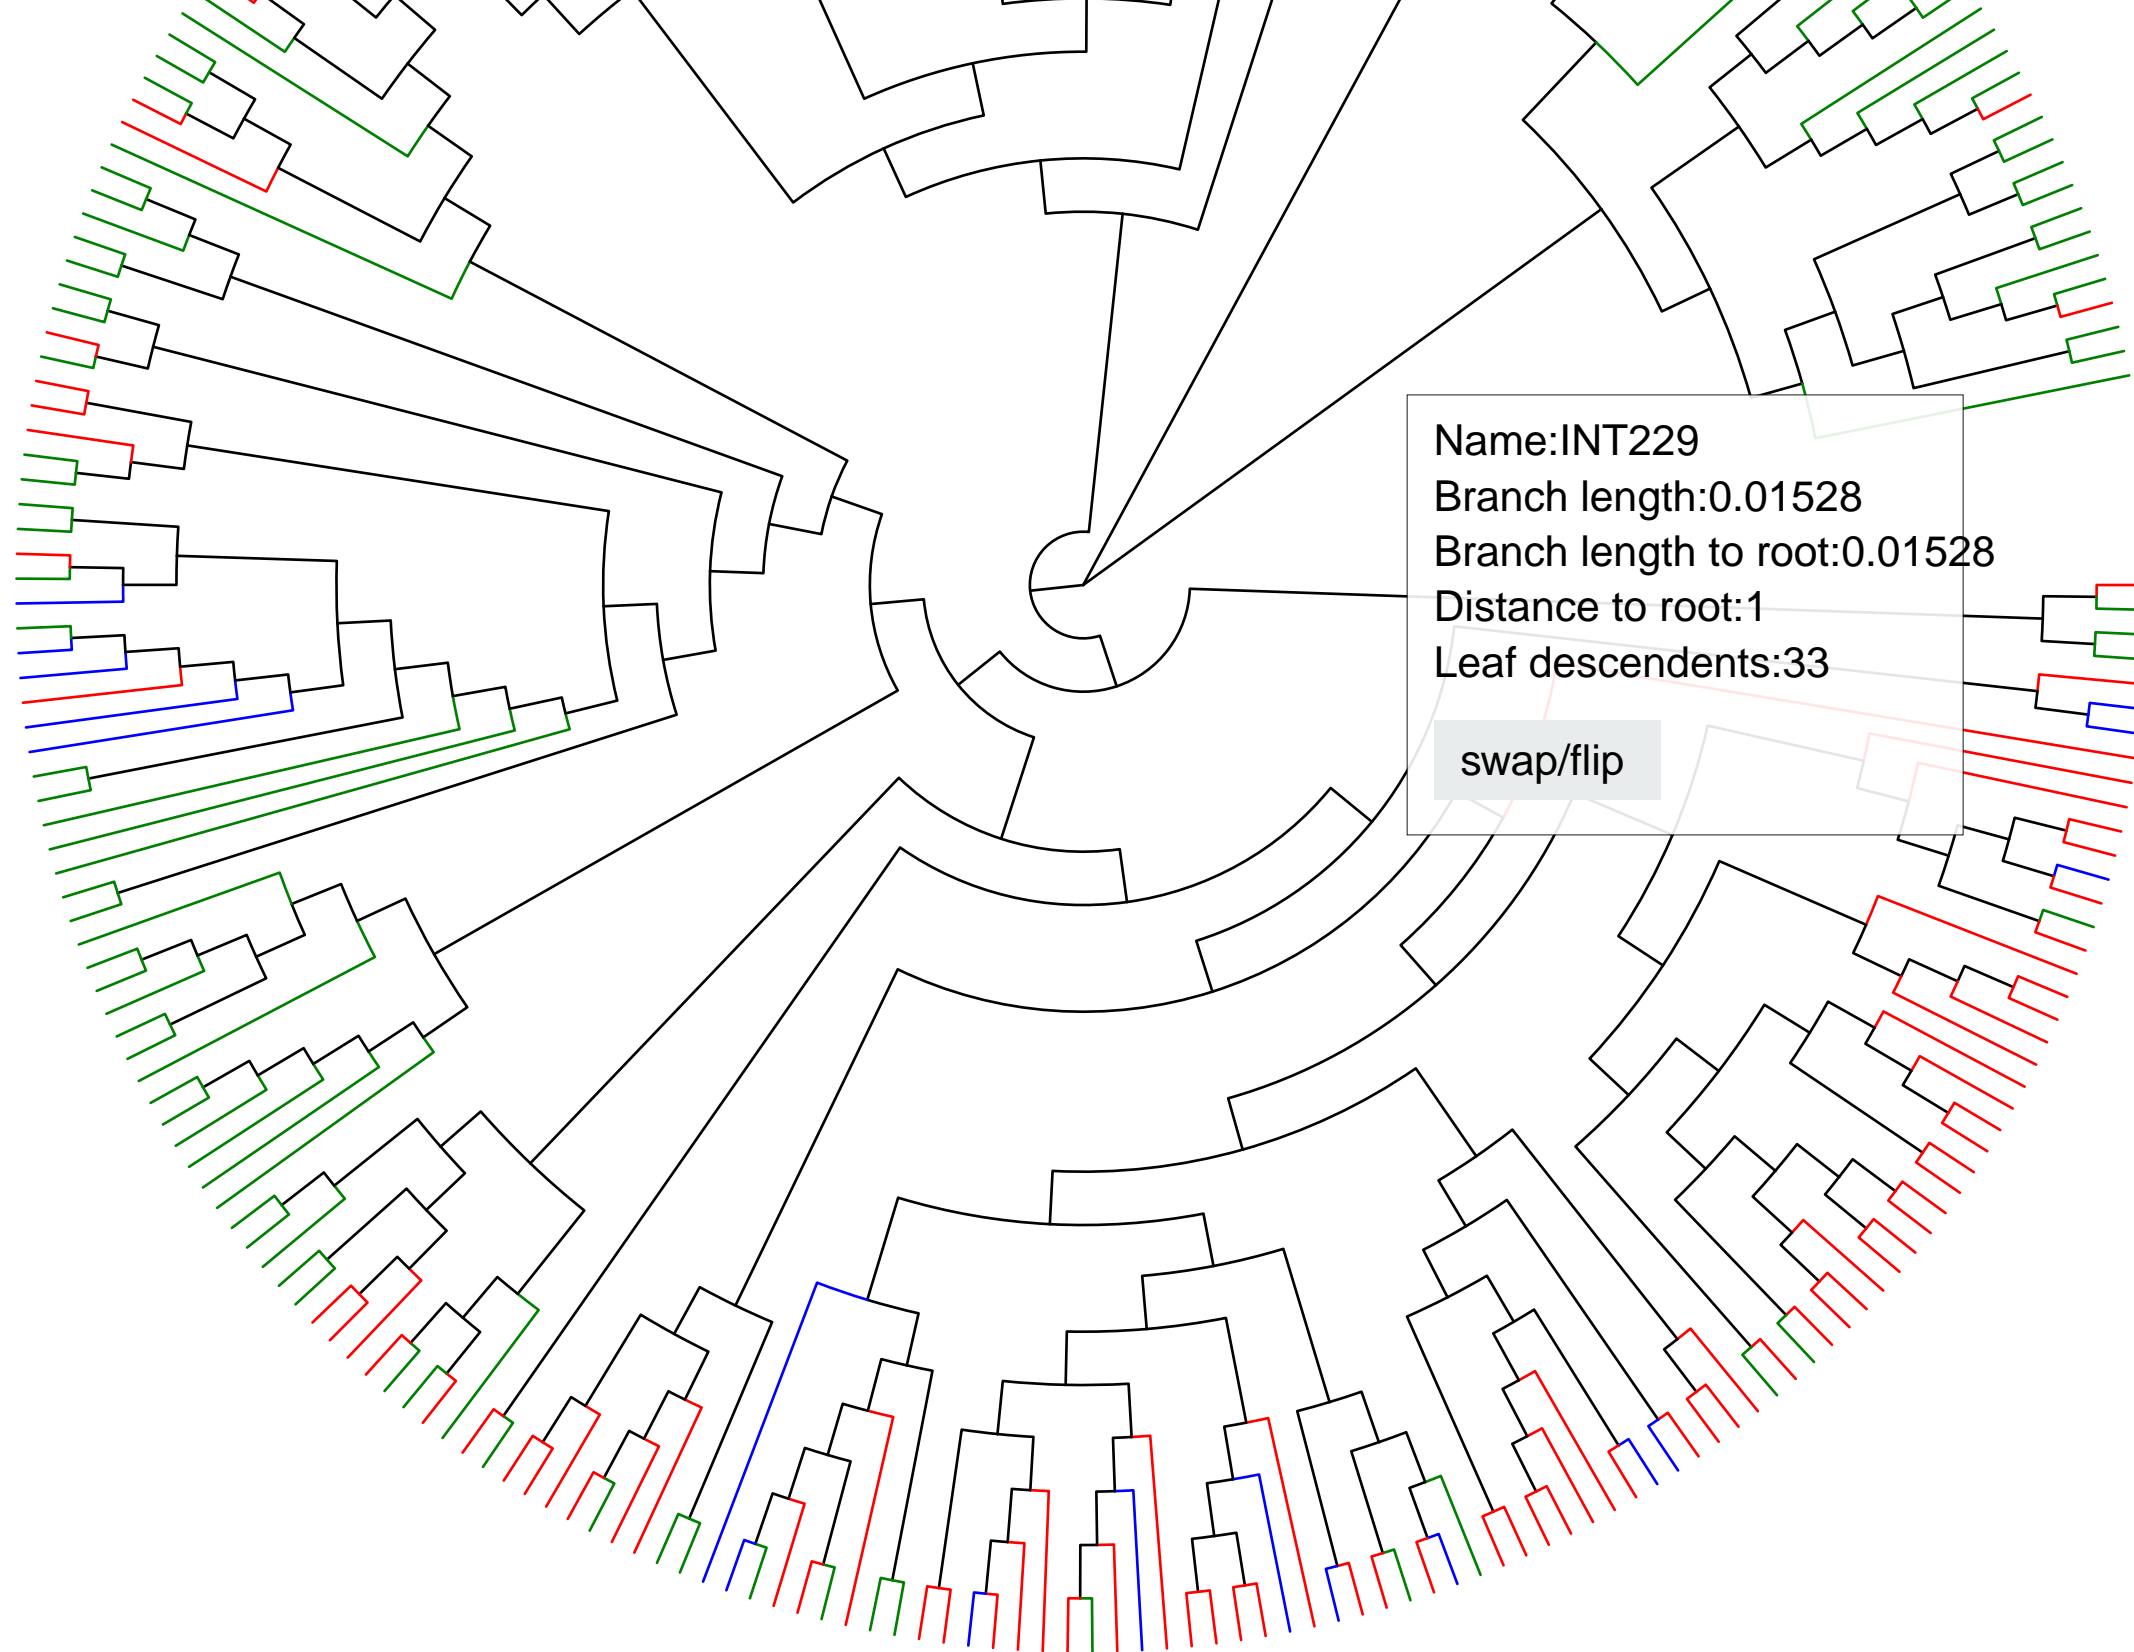 Name:INT229
Branch length:0.01528
Branch length to root:0.01528
Distance to root:1
Leaf descendents:33
swap/flip